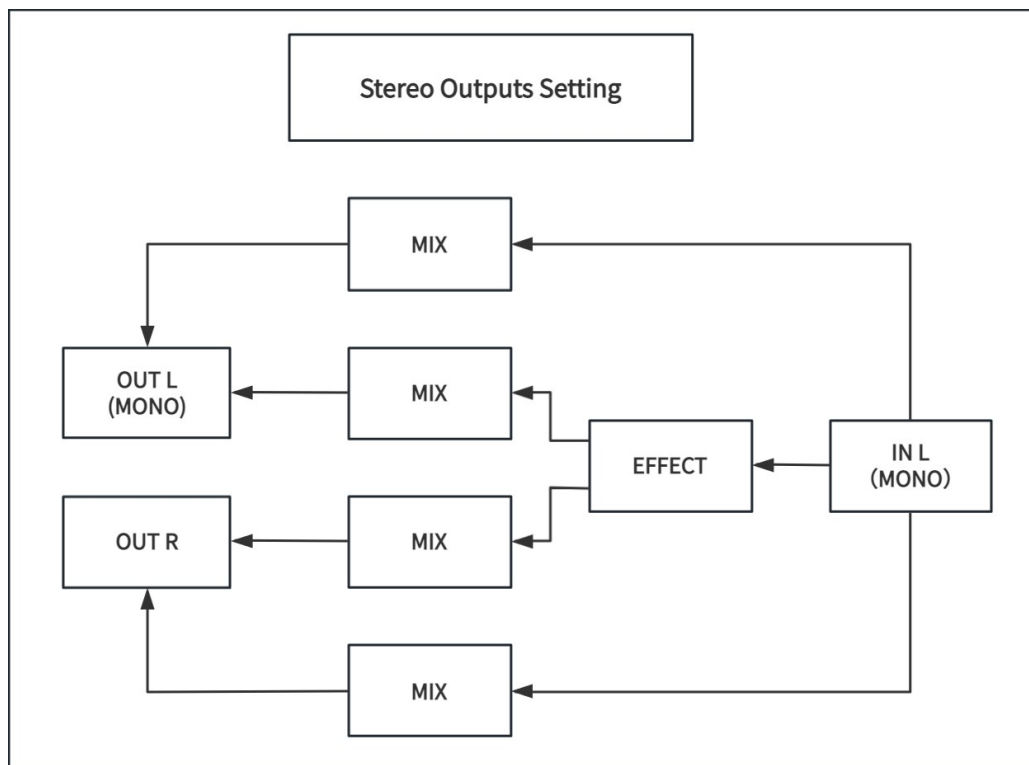 Stereo Outputs Setting
MIX
OUT L
(MONO)
MIX
EFFECT
IN L
（MONO）
OUT R
MIX
MIX